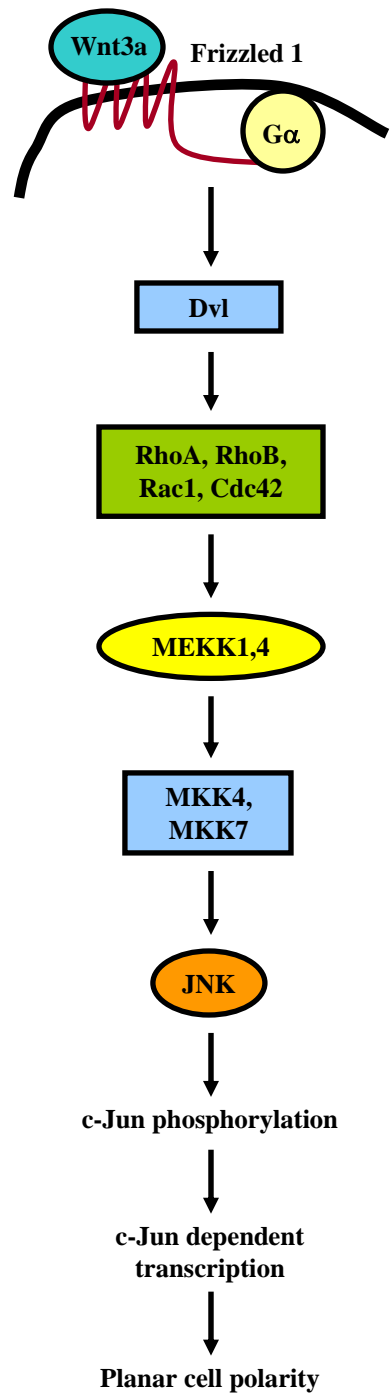 Wnt3a
Frizzled 1
Gα
Dvl
RhoA, RhoB,
Rac1, Cdc42
MEKK1,4
MKK4,
MKK7
JNK
c-Jun phosphorylation
c-Jun dependent
transcription
Planar cell polarity